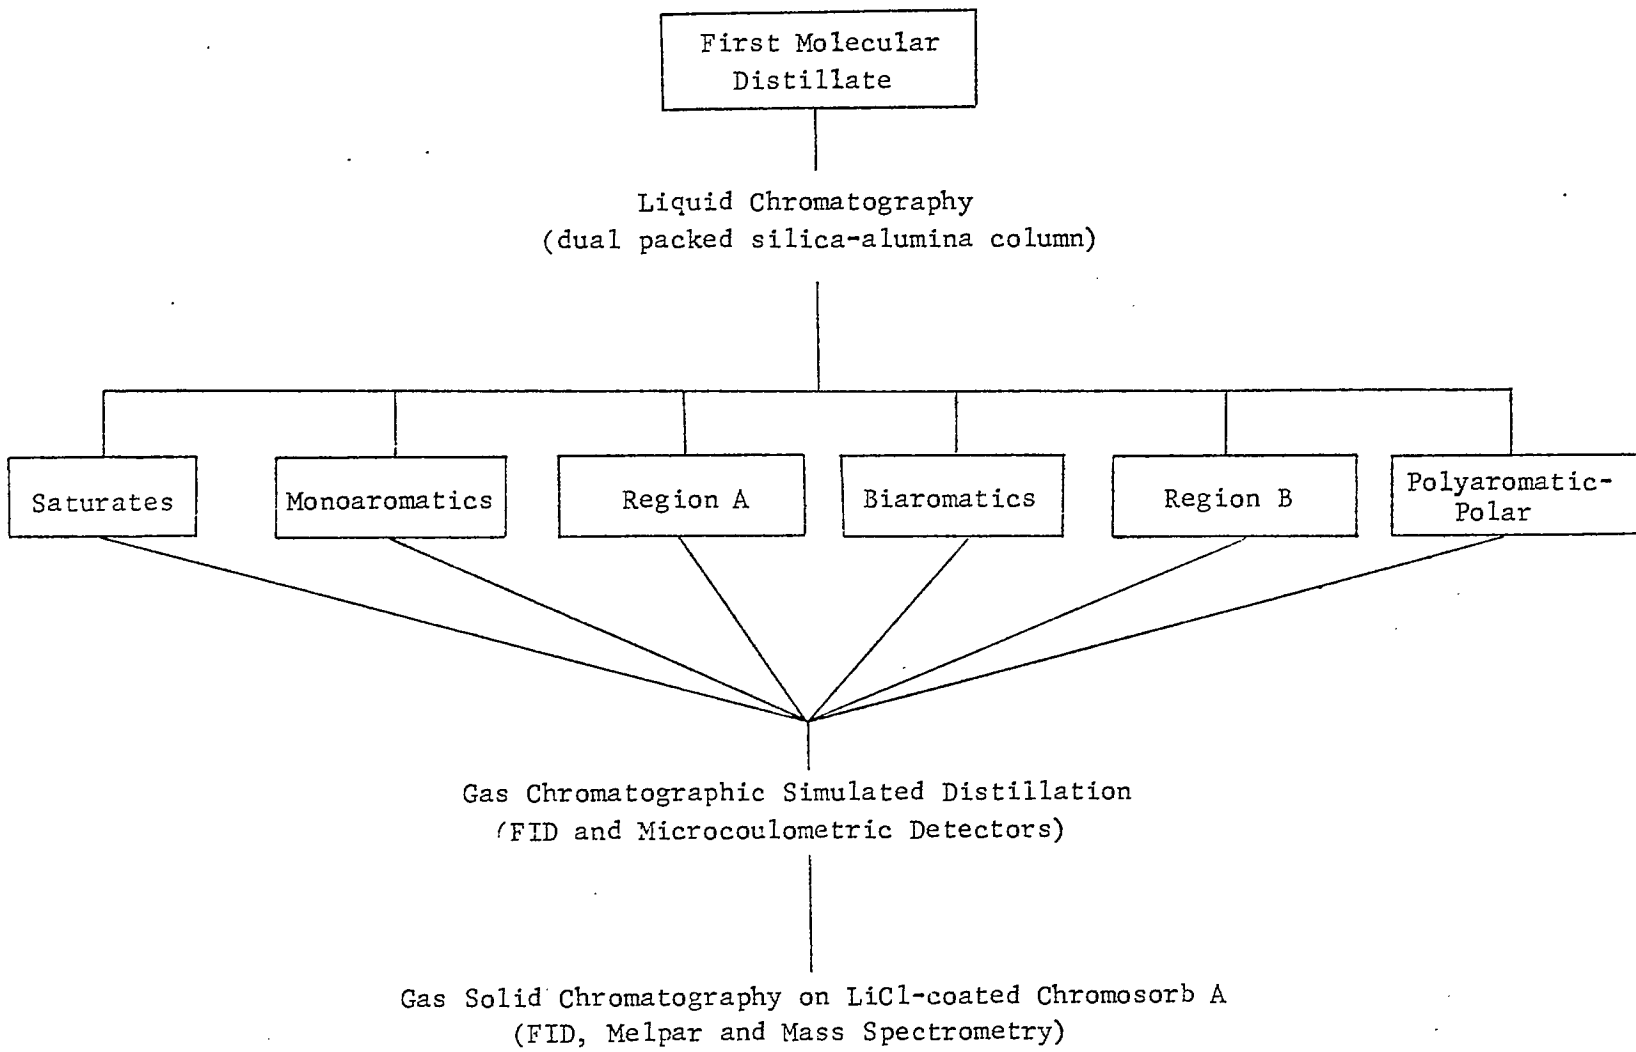 First Molecular
Distillate
Liquid Chromatography
(dual packed silica-alumina column)
Saturates
Monoaromatics
Region A
Biaromatics
Region B
Polyaromatic-
Polar
Gas Chromatographic Simulated Distillation
(FID and Microcoulometric Detectors)
Gas Solid Chromatography on LiCl-coated Chromosorb A
(FID, Melpar and Mass Spectrometry)